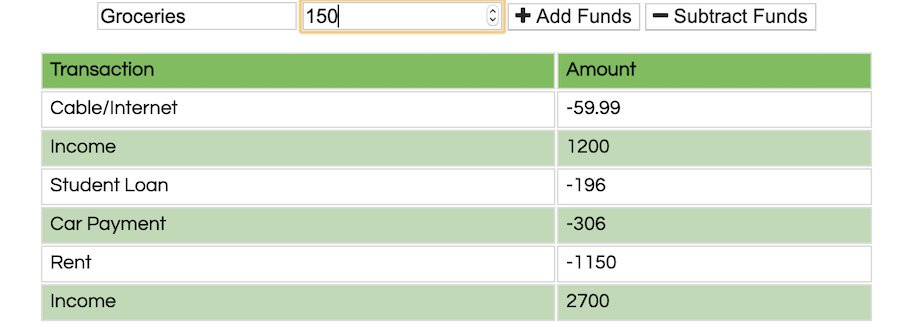 Groceries 150 + Add Funds − Subtract Funds
Transaction Amount
Cable/Internet -59.99
Income 1200
Student Loan -196
Car Payment -306
Rent -1150
Income 2700